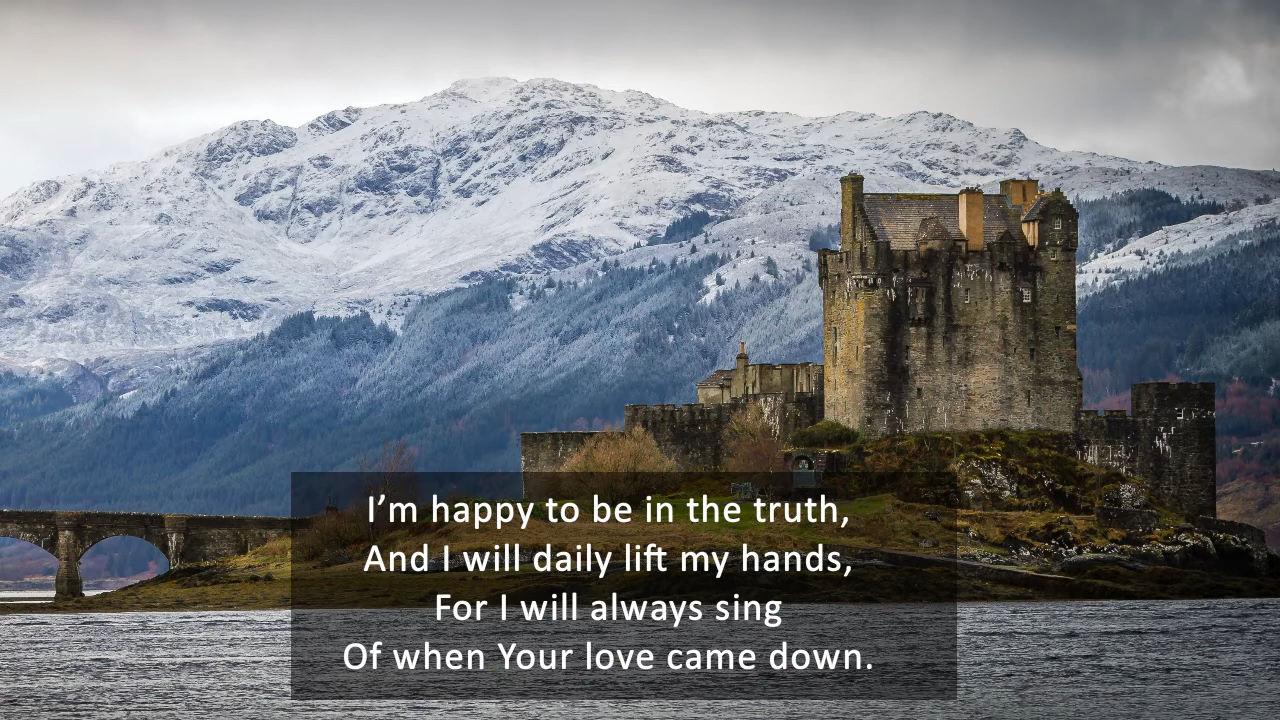 I’m happy to be in the truth,
And I will daily lift my hands,
For I will always sing
Of when Your love came down.